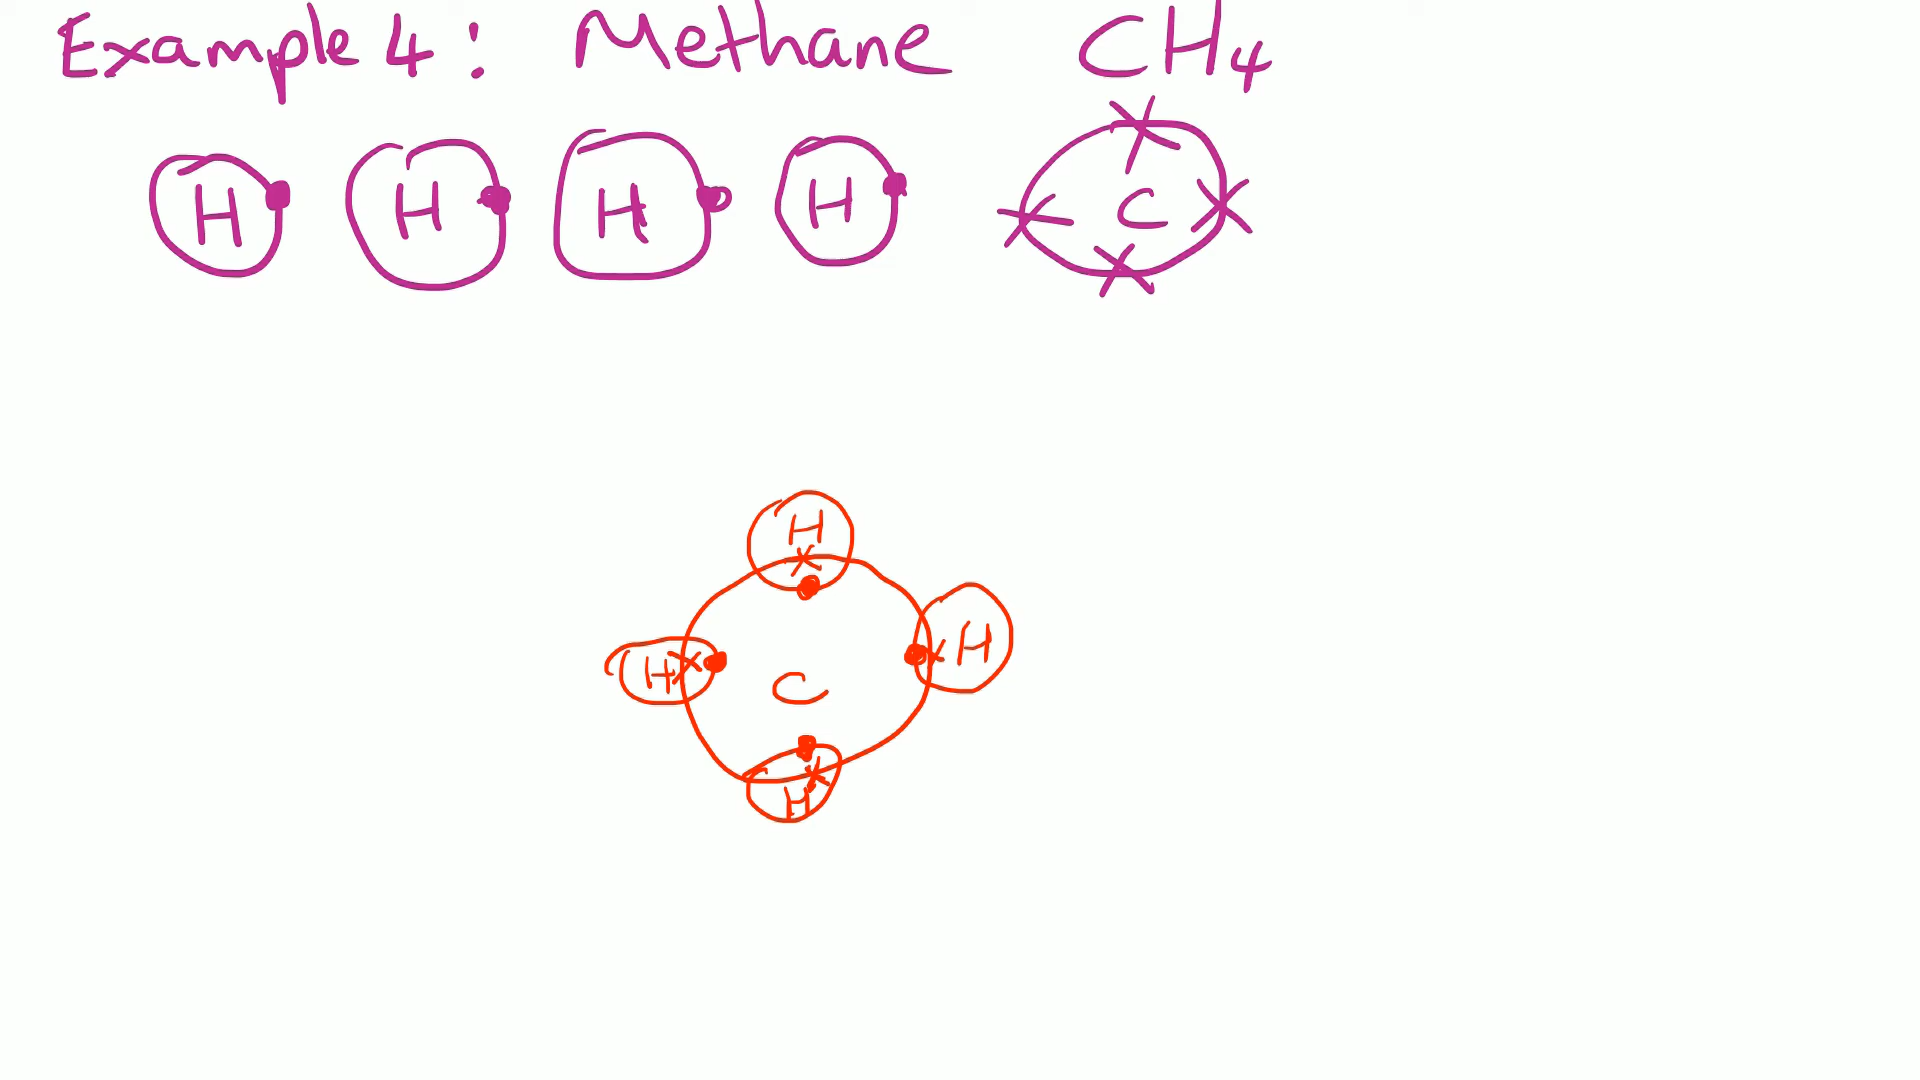 Example 4: Methane CH₄
H H H H C
H
H C H
H